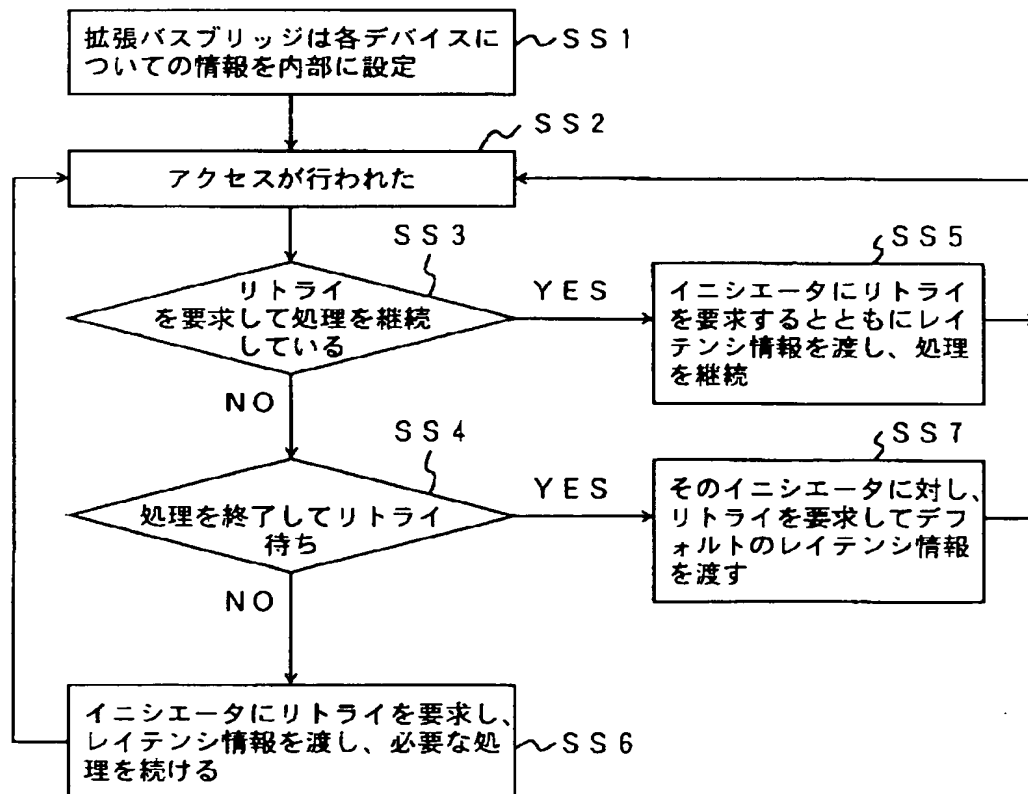 拡張バスブリッジは各デバイスに
ついての情報を内部に設定
SS1
SS2
アクセスが行われた
SS3
リトライ
を要求して処理を継続
している
YES
SS5
イニシエータにリトライ
を要求するとともにレイ
テンシ情報を渡し、処理
を継続
NO
SS4
処理を終了してリトライ
待ち
YES
SS7
そのイニシエータに対し、
リトライを要求してデフ
ォルトのレイテンシ情報
を渡す
NO
イニシエータにリトライを要求し、
レイテンシ情報を渡し、必要な処
理を続ける
SS6